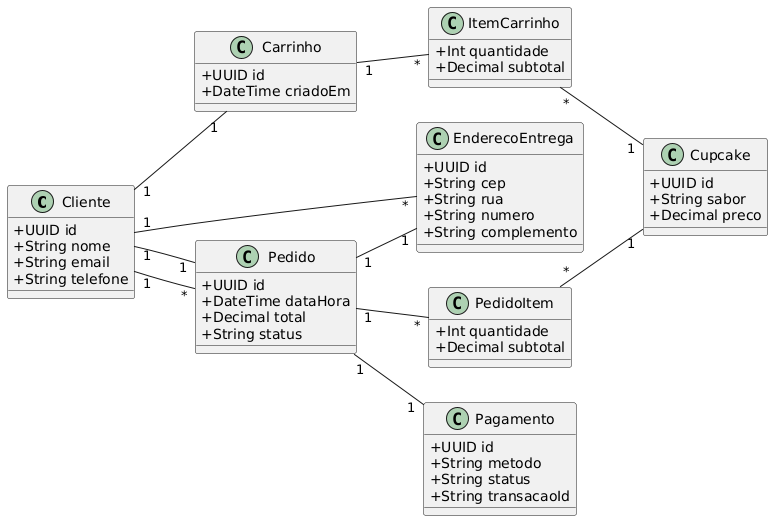 C Carrinho
+UUID id
+DateTime criadoEm
C ItemCarrinho
+Int quantidade
+Decimal subtotal
C EnderecoEntrega
+UUID id
+String cep
+String rua
+String numero
+String complemento
C Cupcake
+UUID id
+String sabor
+Decimal preco
C Cliente
+UUID id
+String nome
+String email
+String telefone
C Pedido
+UUID id
+DateTime dataHora
+Decimal total
+String status
C PedidoItem
+Int quantidade
+Decimal subtotal
C Pagamento
+UUID id
+String metodo
+String status
+String transacaoId
1
1
1
*
*
1
1
*
1
1
1
*
1
1
1
*
*
1
1
1